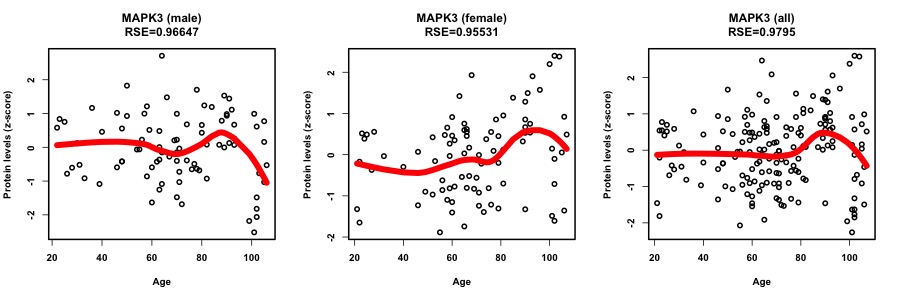 MAPK3 (male)
RSE=0.96647
Protein levels (z-score)
2
1
0
-1
-2
20 40 60 80 100
Age
MAPK3 (female)
RSE=0.95531
Protein levels (z-score)
2
1
0
-1
-2
20 40 60 80 100
Age
MAPK3 (all)
RSE=0.9795
Protein levels (z-score)
2
1
0
-1
-2
20 40 60 80 100
Age